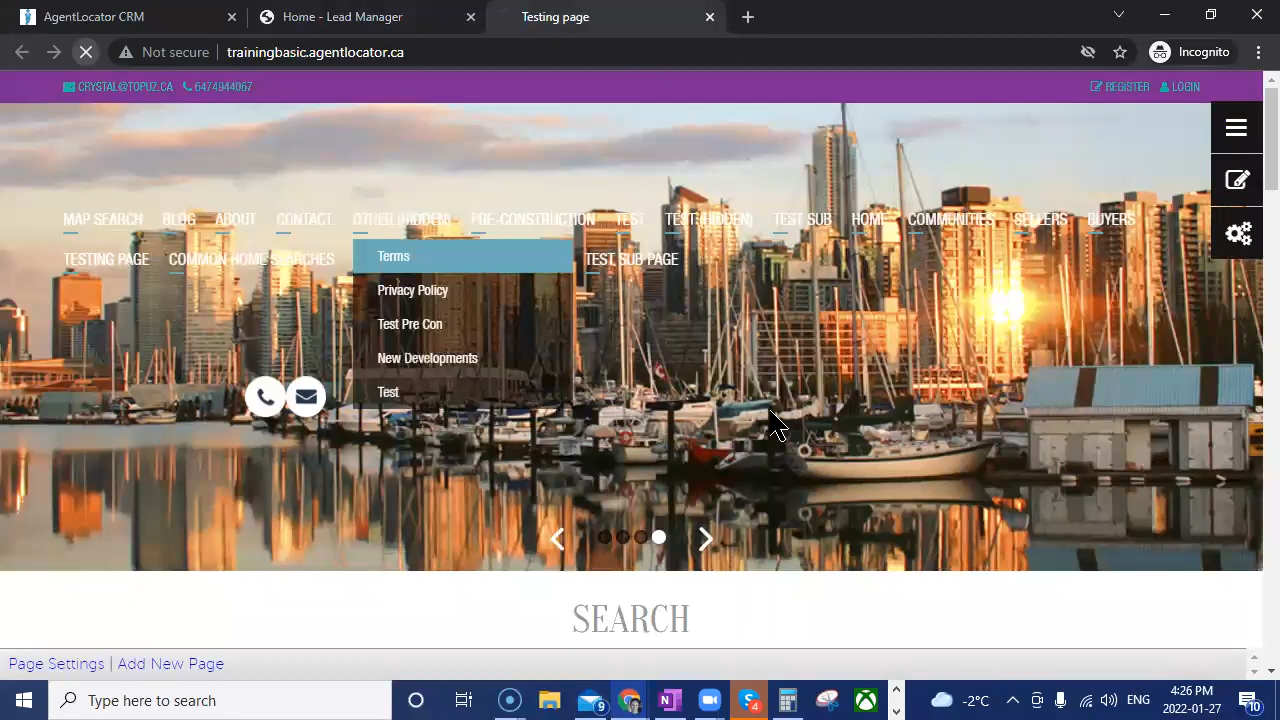 AgentLocator CRM
Home - Lead Manager
Testing page
Not secure
trainingbasic.agentlocator.ca
Incognito
CRYSTAL@TOPUZ.CA
6474944067
REGISTER
LOGIN
MAP SEARCH
BLOG
ABOUT
CONTACT
OTHER (HIDDEN)
PRE-CONSTRUCTION
TEST
TEST (HIDDEN)
TEST SUB
HOME
COMMUNITIES
SELLERS
BUYERS
TESTING PAGE
COMMON HOME SEARCHES
TEST SUB PAGE
Terms
Privacy Policy
Test Pre Con
New Developments
Test
SEARCH
Page Settings | Add New Page
Type here to search
9
4
-2°C
ENG
4:26 PM
2022-01-27
10